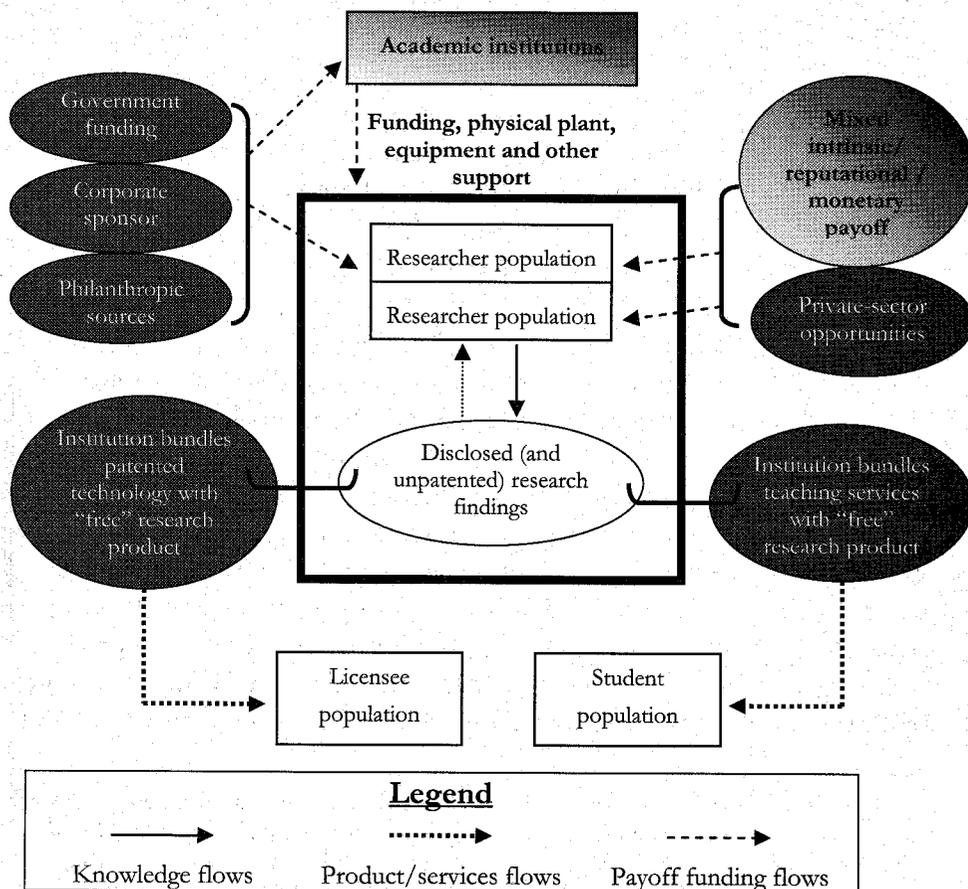 Academic institutions
Government
funding
Corporate
sponsor
Philanthropic
sources
Funding, physical plant,
equipment and other
support
Mixed
intrinsic/
reputational /
monetary
payoff
Private-sector
opportunities
Researcher population
Researcher population
Institution bundles
patented
technology with
“free” research
product
Disclosed (and
unpatented) research
findings
Institution bundles
teaching services
with “free”
research product
Licensee
population
Student
population
Legend
Knowledge flows
Product/services flows
Payoff funding flows